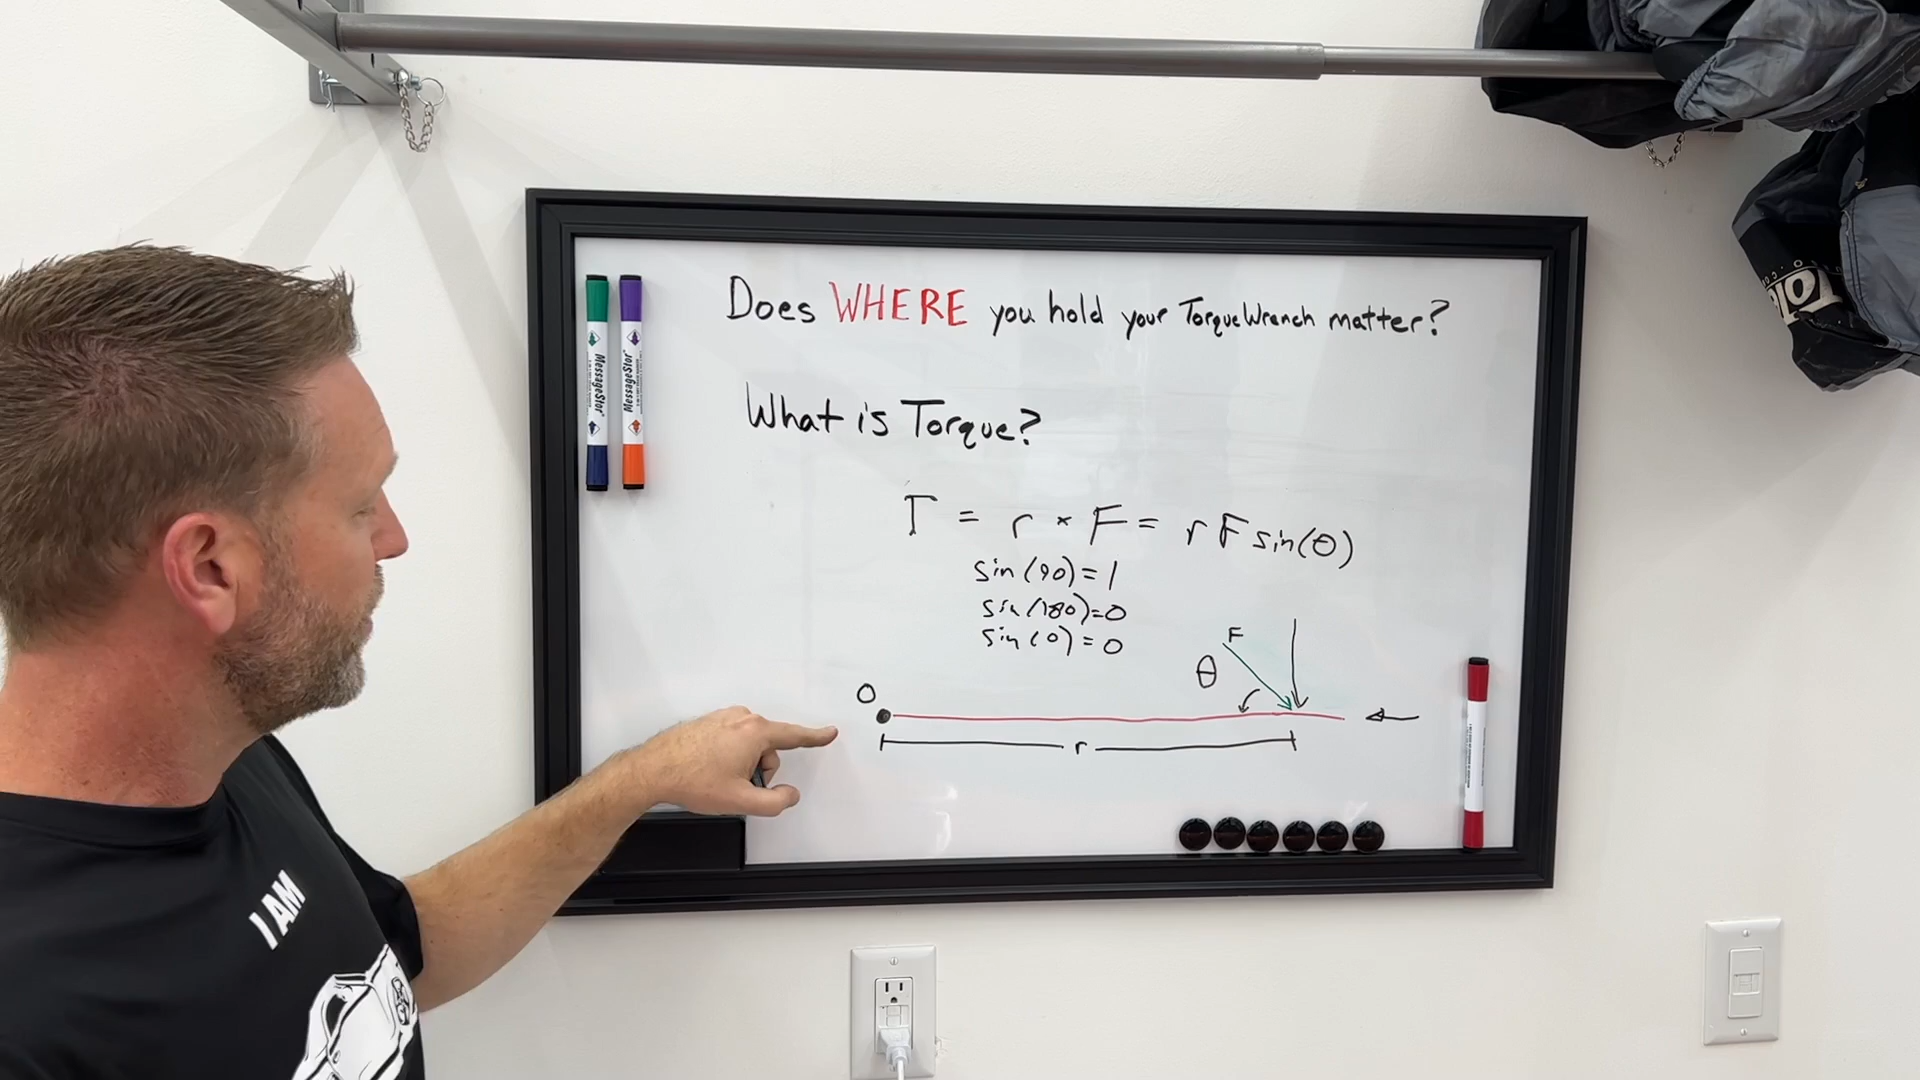 Does WHERE you hold your TorqueWrench matter?
What is Torque?
T = r × F = r F sin(θ)
sin(90)=1
sin(180)=0
sin(0)=0
F
θ
O
r
MessageStor
MessageStor
I AM